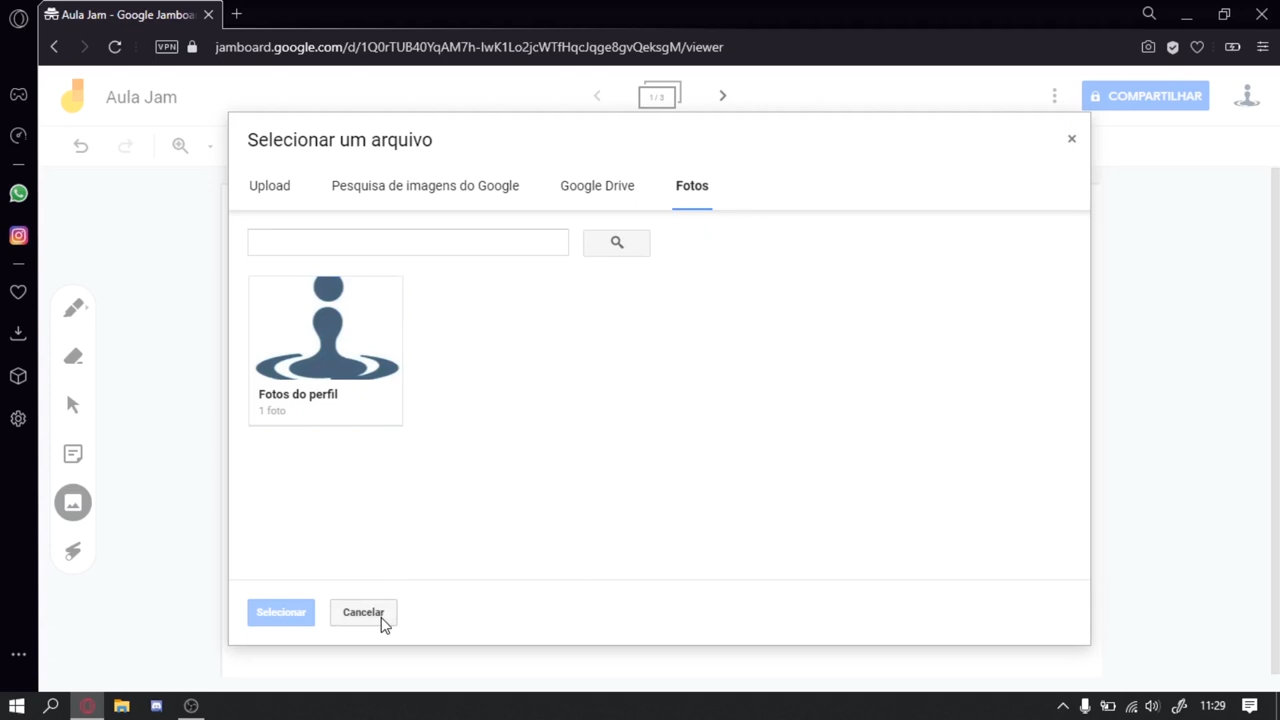 Aula Jam - Google Jamboa
VPN
jamboard.google.com/d/1Q0rTUB40YqAM7h-IwK1Lo2jcWTfHqcJqge8gvQeksgM/viewer
Aula Jam
1 / 3
COMPARTILHAR
Selecionar um arquivo
Upload
Pesquisa de imagens do Google
Google Drive
Fotos
Fotos do perfil
1 foto
Selecionar
Cancelar
11:29